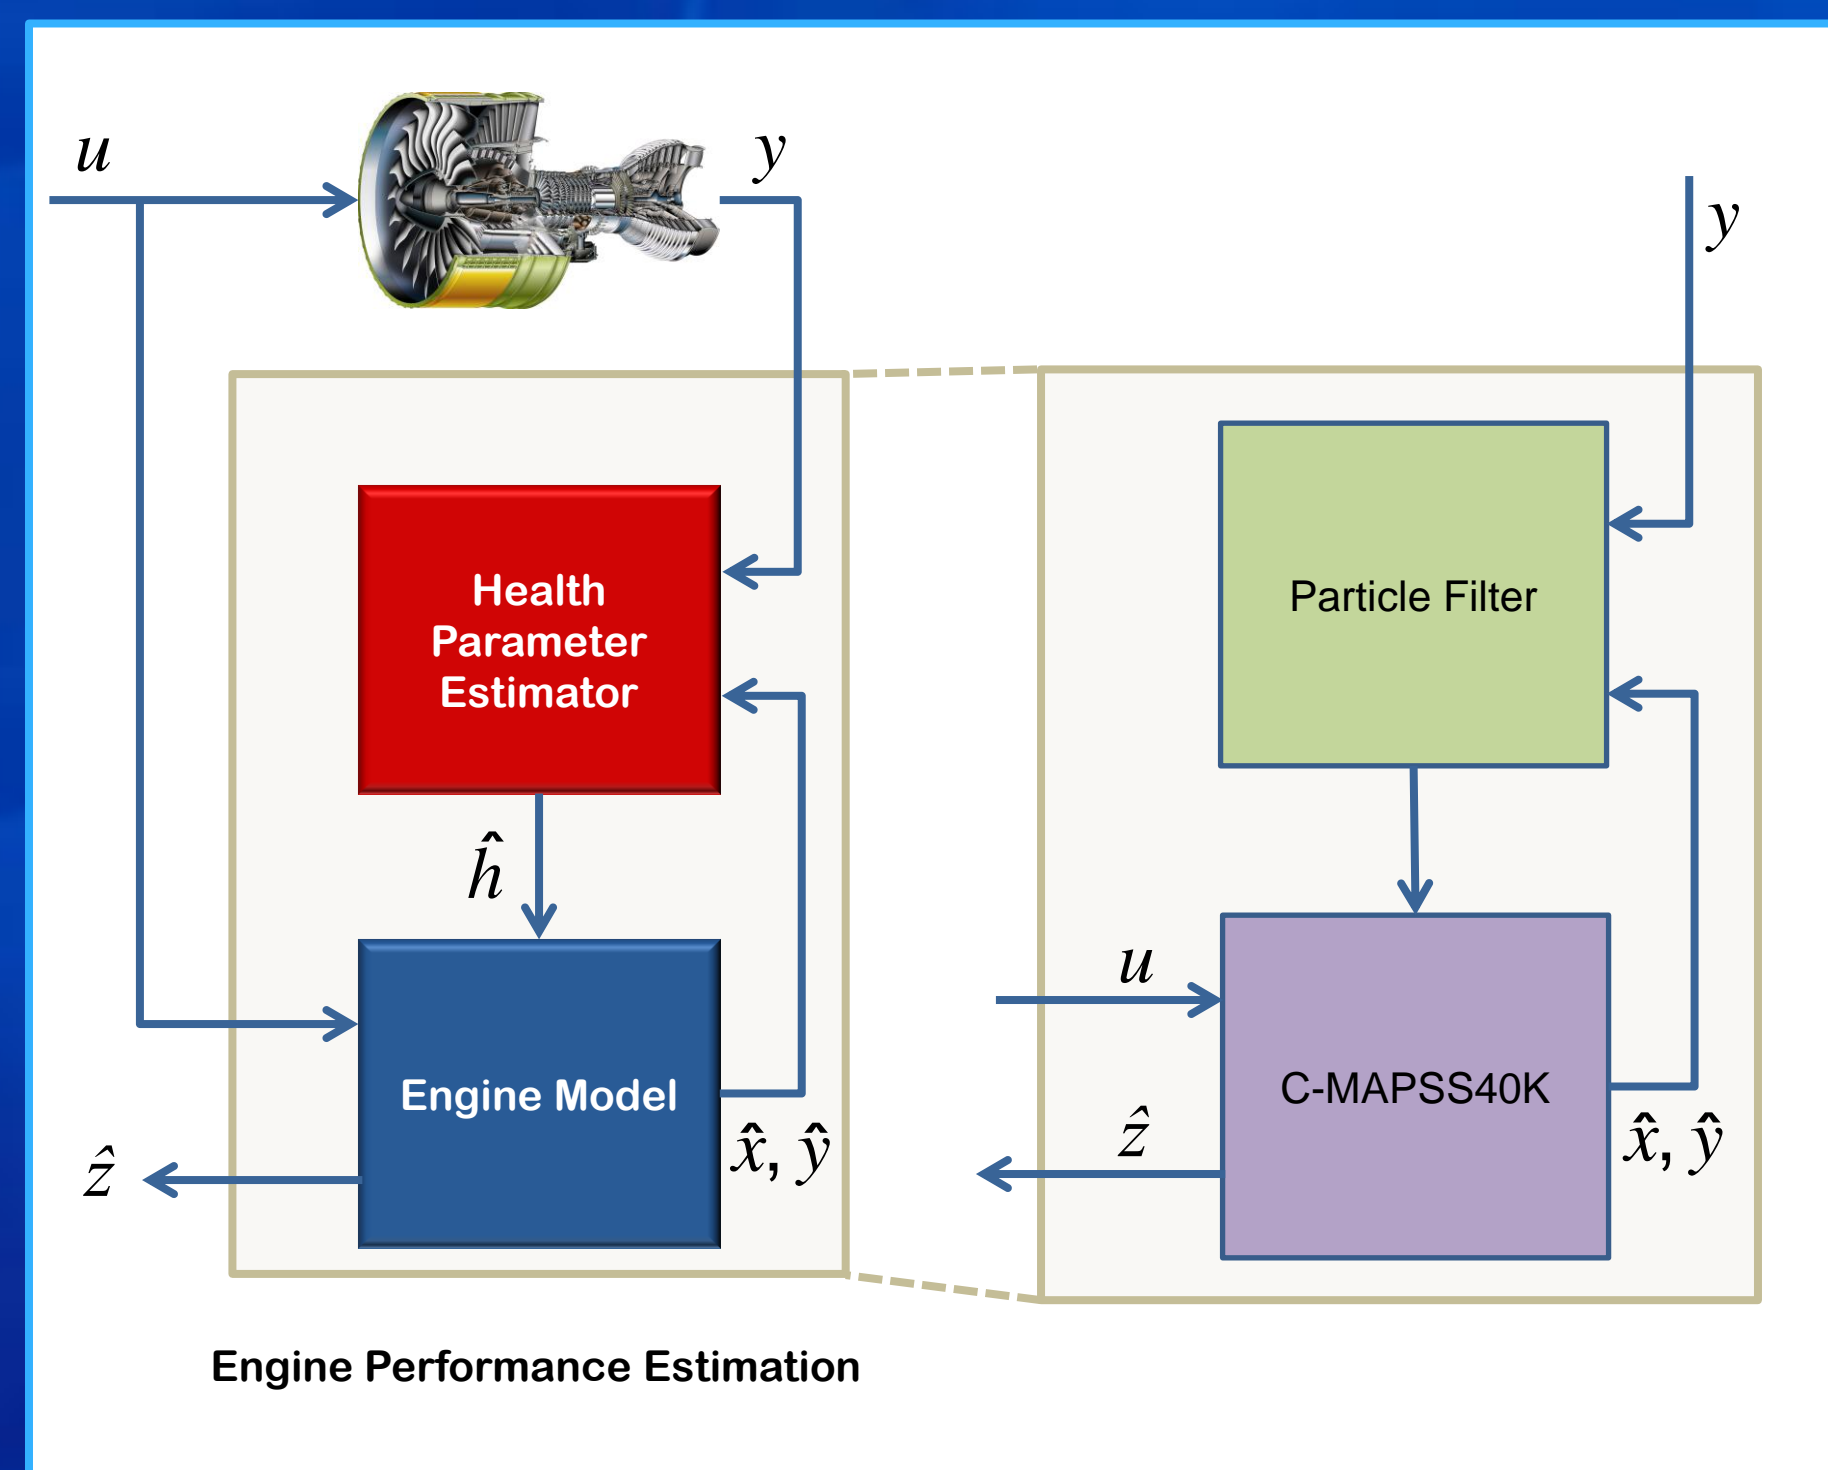 u
y
y
Health
Parameter
Estimator
Particle Filter
ĥ
u
Engine Model
C-MAPSS40K
ẑ
x̂, ŷ
ẑ
x̂, ŷ
Engine Performance Estimation